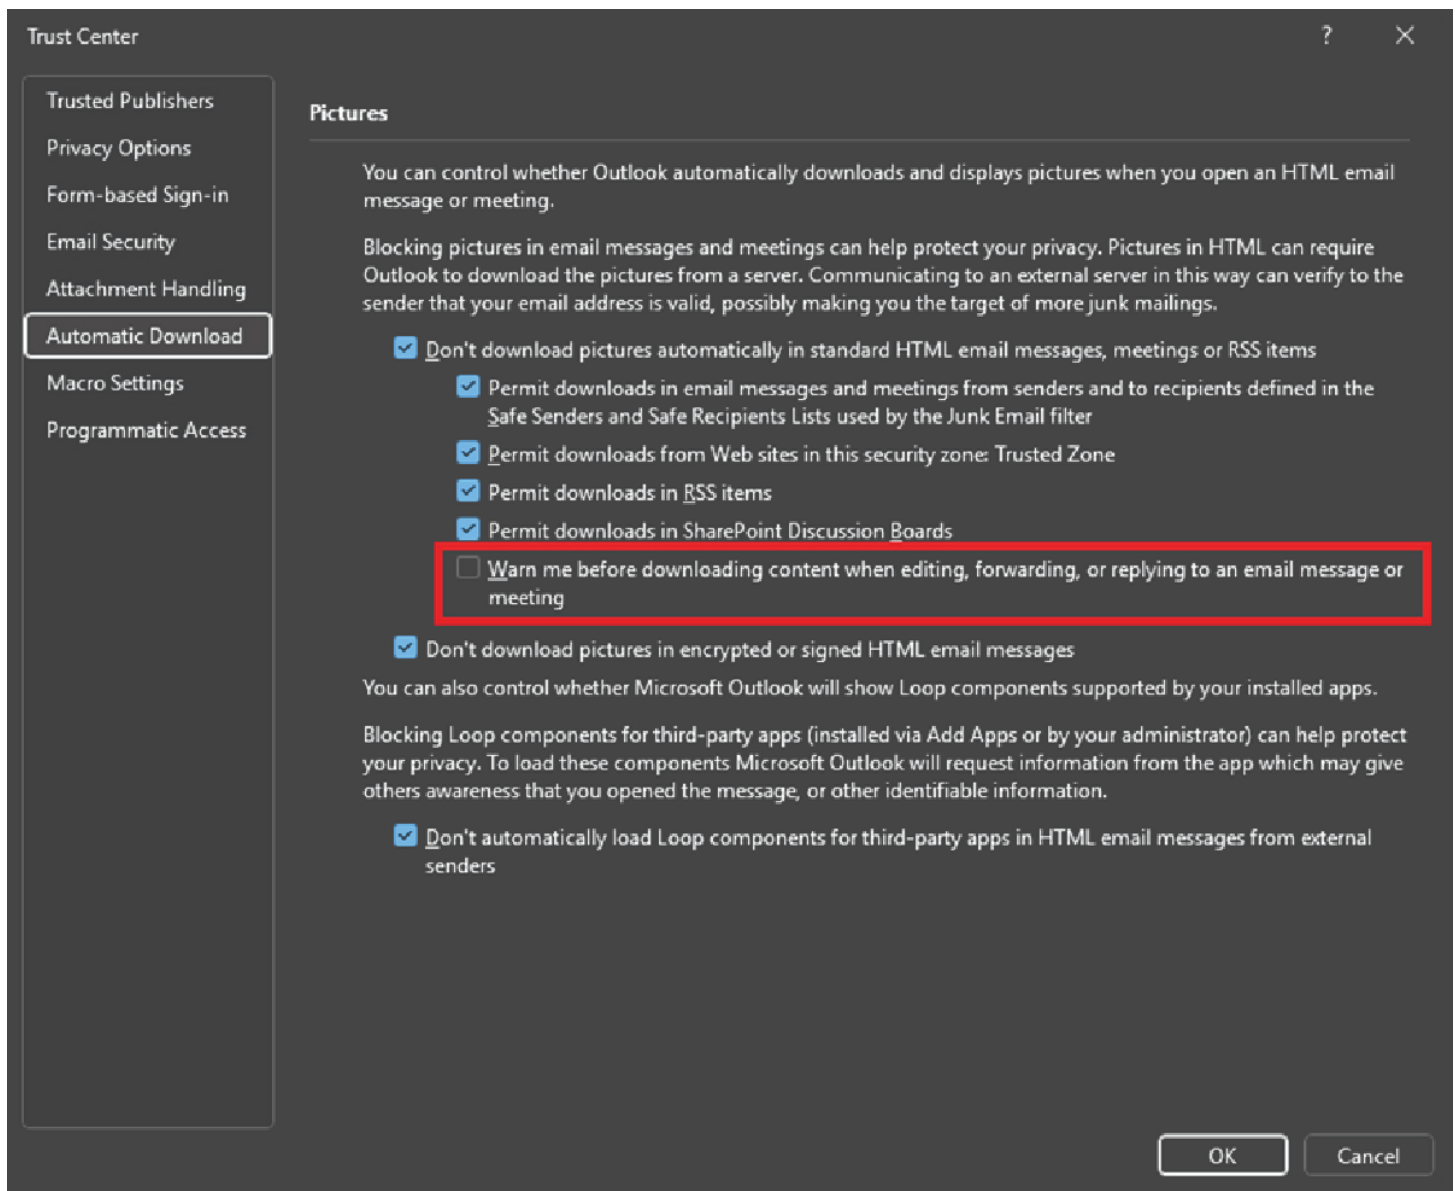 Trust Center
?
Trusted Publishers
Privacy Options
Form-based Sign-in
Email Security
Attachment Handling
Automatic Download
Macro Settings
Programmatic Access
Pictures
You can control whether Outlook automatically downloads and displays pictures when you open an HTML email
message or meeting.
Blocking pictures in email messages and meetings can help protect your privacy. Pictures in HTML can require
Outlook to download the pictures from a server. Communicating to an external server in this way can verify to the
sender that your email address is valid, possibly making you the target of more junk mailings.
Don't download pictures automatically in standard HTML email messages, meetings or RSS items
Permit downloads in email messages and meetings from senders and to recipients defined in the
Safe Senders and Safe Recipients Lists used by the Junk Email filter
Permit downloads from Web sites in this security zone: Trusted Zone
Permit downloads in RSS items
Permit downloads in SharePoint Discussion Boards
Warn me before downloading content when editing, forwarding, or replying to an email message or
meeting
Don't download pictures in encrypted or signed HTML email messages
You can also control whether Microsoft Outlook will show Loop components supported by your installed apps.
Blocking Loop components for third-party apps (installed via Add Apps or by your administrator) can help protect
your privacy. To load these components Microsoft Outlook will request information from the app which may give
others awareness that you opened the message, or other identifiable information.
Don't automatically load Loop components for third-party apps in HTML email messages from external
senders
OK
Cancel